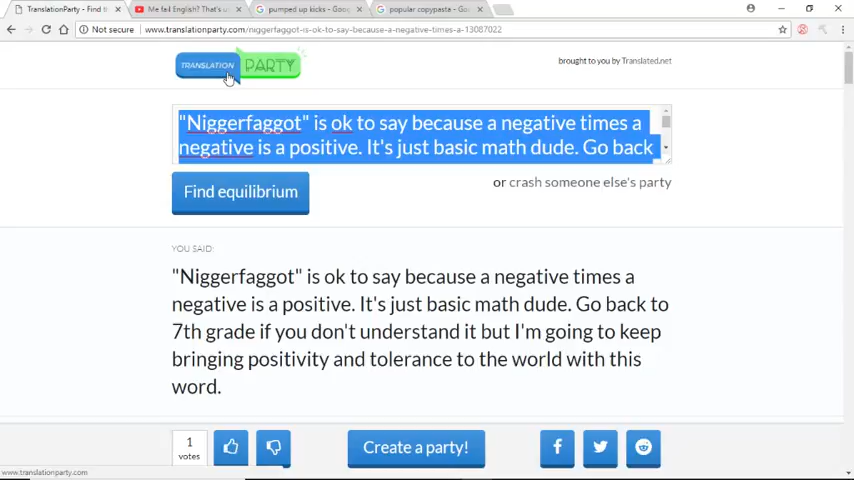 TranslationParty - Find t
Me fail English? That's u
pumped up kicks - Goo
popular copypasta - Go
Not secure | www.translationparty.com/niggerfaggot-is-ok-to-say-because-a-negative-times-a-13087022
TRANSLATION PARTY
brought to you by Translated.net
"Niggerfaggot" is ok to say because a negative times a
negative is a positive. It's just basic math dude. Go back
Find equilibrium
or crash someone else's party
YOU SAID:
"Niggerfaggot" is ok to say because a negative times a
negative is a positive. It's just basic math dude. Go back to
7th grade if you don't understand it but I'm going to keep
bringing positivity and tolerance to the world with this
word.
1
votes
Create a party!
www.translationparty.com